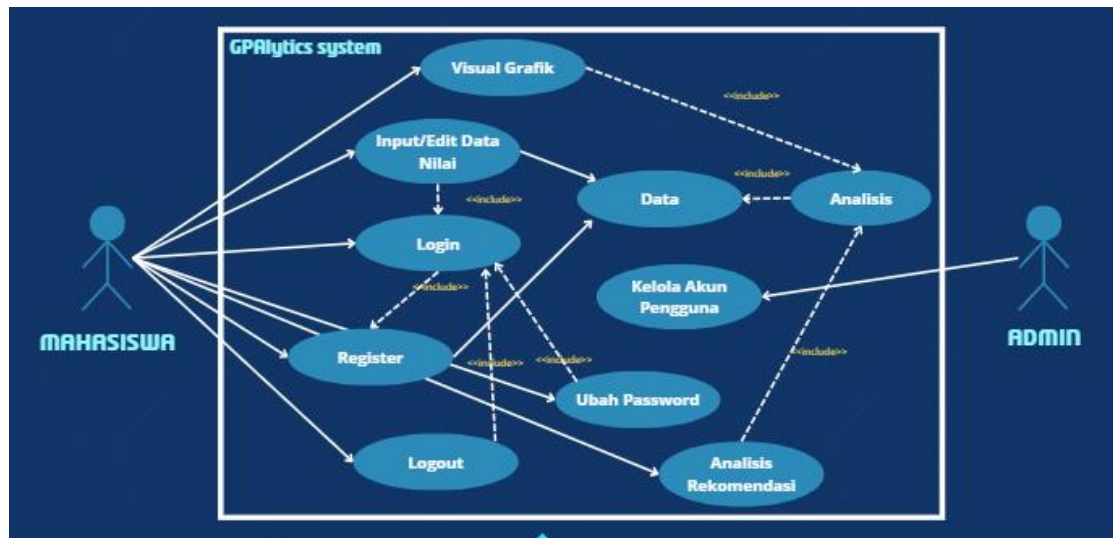 GPAlytics system
Visual Grafik
<<include>>
Input/Edit Data
Nilai
<<include>>
<<include>>
Data
Analisis
Login
<<include>>
Kelola Akun
Pengguna
MAHASISWA
ADMIN
Register
<<include>>
<<include>>
<<include>>
Ubah Password
Logout
Analisis
Rekomendasi